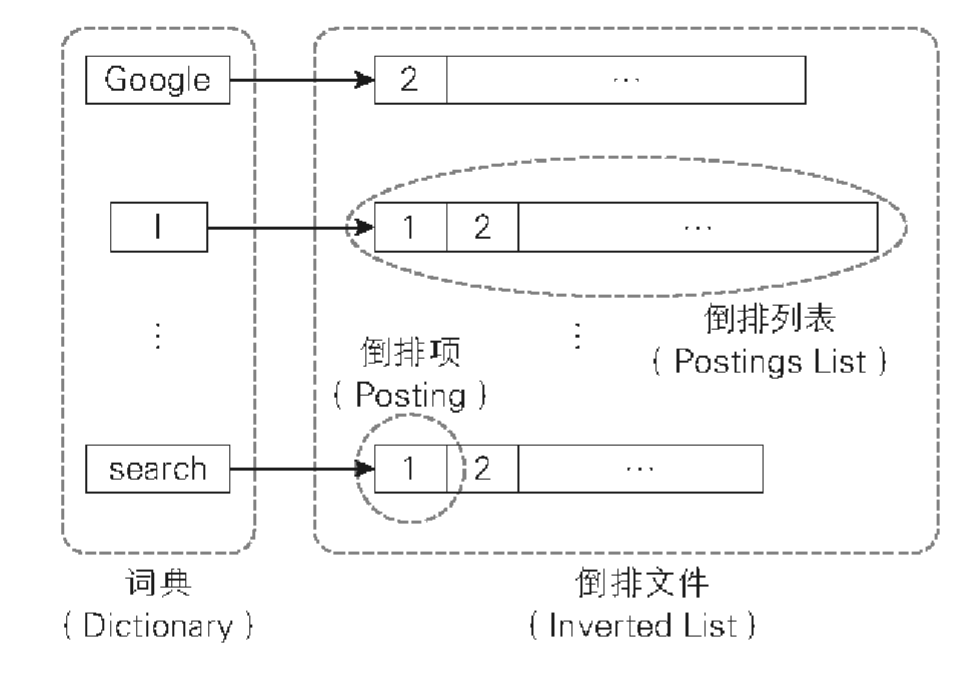 Google 2 …
I 1 2 …
⋮ ⋮
倒排列表
( Postings List )
倒排项
( Posting )
search 1 2 …
词典
( Dictionary )
倒排文件
( Inverted List )